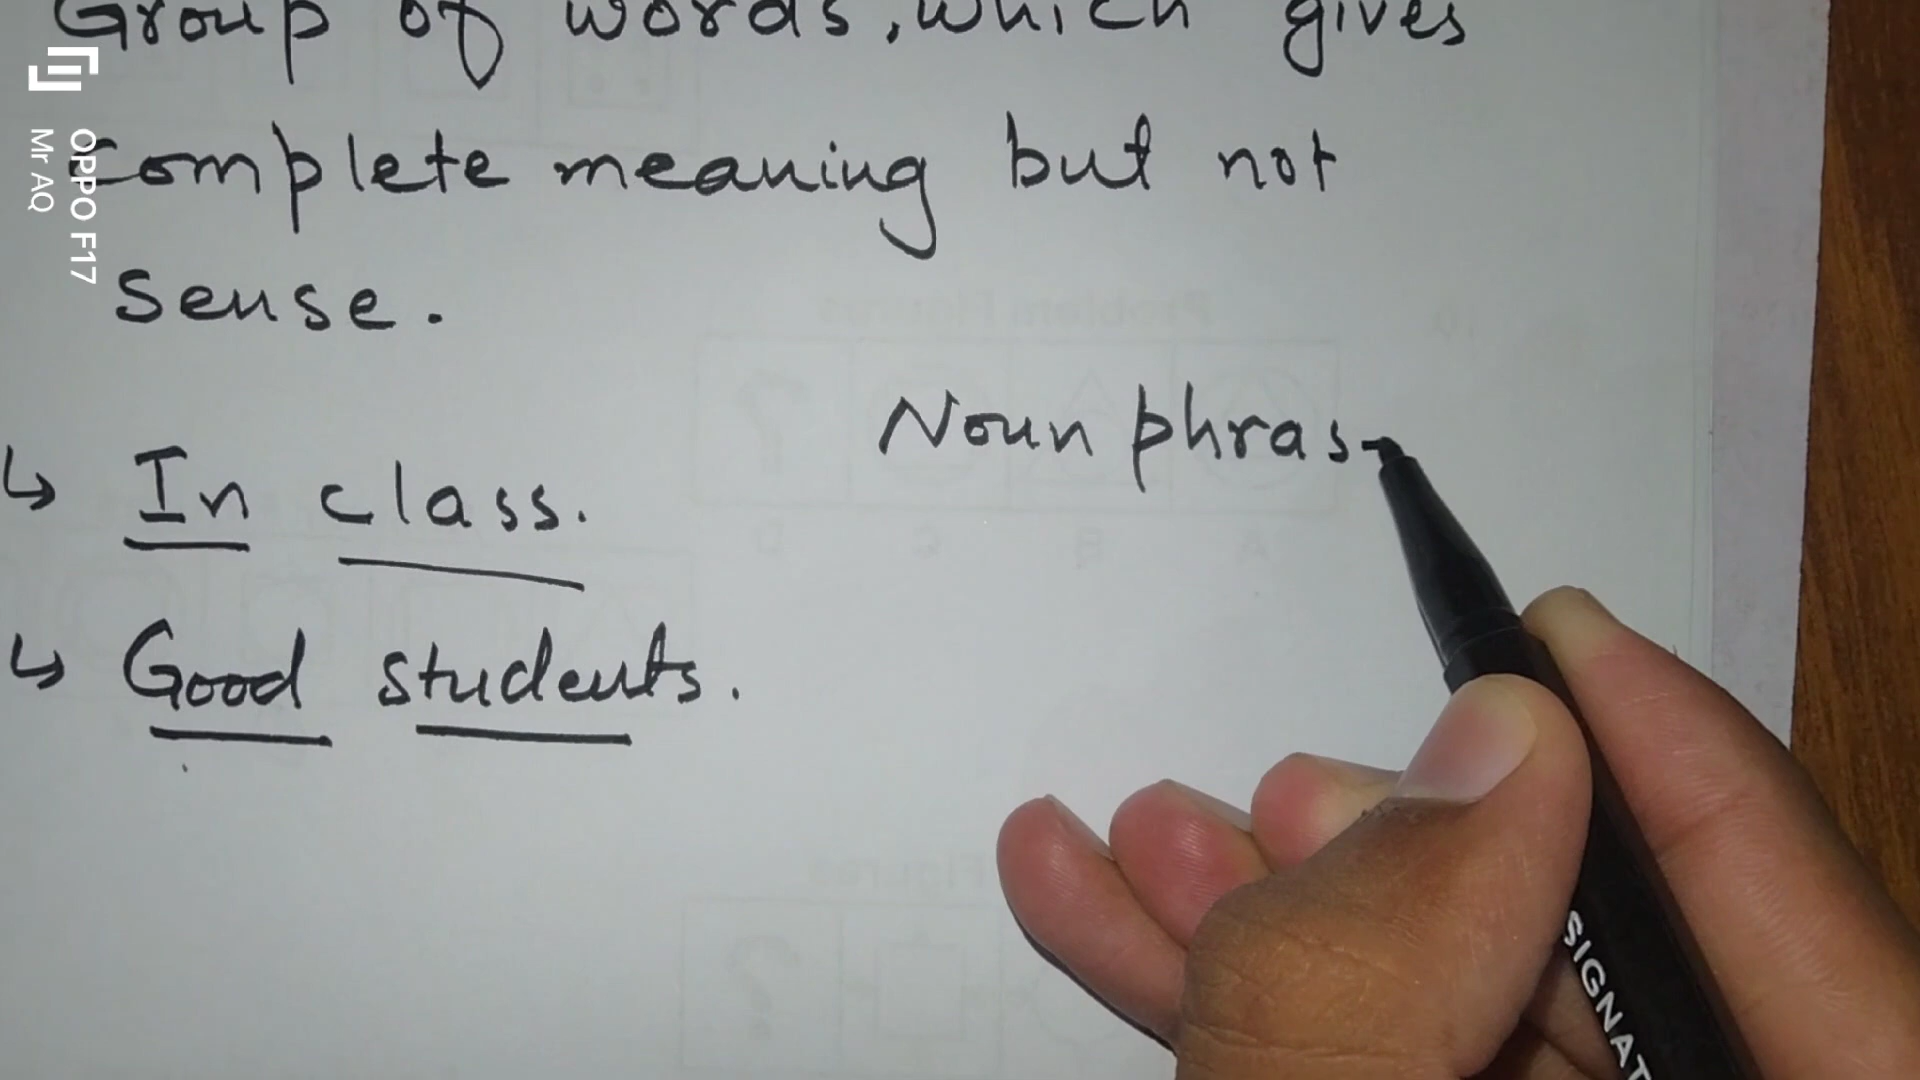 Group of words, which gives
complete meaning but not
sense.
Noun phras
↳ In class.
↳ Good students.
OPPO F17
Mr AQ
SIGNAT